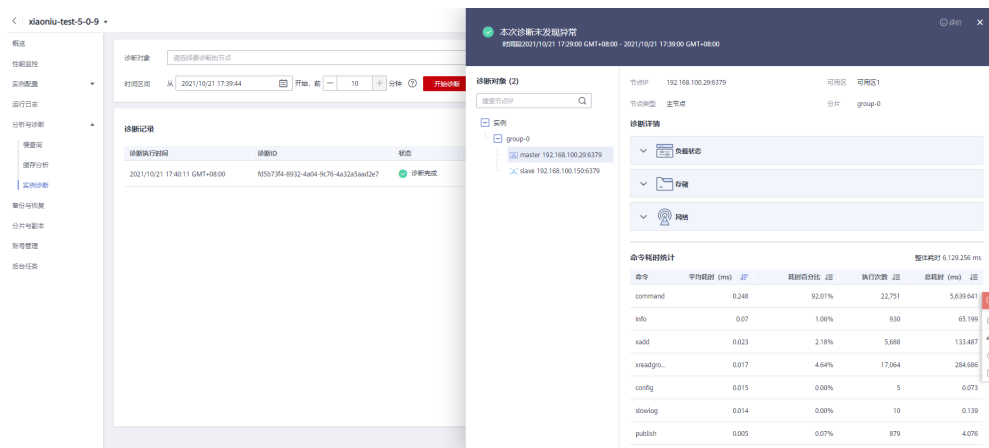 xiaoniu-test-5-0-9
概览
性能监控
实例配置
运行日志
分析与诊断
慢查询
缓存分析
实例诊断
备份与恢复
分片与副本
账号管理
后台任务
诊断对象 请选择要诊断的节点
时间区间 从 2021/10/21 17:39:44 开始, 前 — 10 + 分钟 ? 开始诊断
诊断记录
诊断执行时间 诊断ID 状态
2021/10/21 17:40:11 GMT+08:00 fd5b73f4-8932-4a04-9c76-4a32a5aad2e7 诊断完成
本次诊断未发现异常
时间段2021/10/21 17:29:00 GMT+08:00 - 2021/10/21 17:39:00 GMT+08:00
评价
诊断对象 (2)
搜索节点IP
实例
group-0
master 192.168.100.29:6379
slave 192.168.100.150:6379
节点IP 192.168.100.29:6379 可用区 可用区1
节点类型 主节点 分片 group-0
诊断详情
负载状态
存储
网络
命令耗时统计 整体耗时 6,129.256 ms
命令 平均耗时 (ms) 耗时百分比 执行次数 总耗时 (ms)
command 0.248 92.01% 22,751 5,639.641
info 0.07 1.06% 930 65.199
xadd 0.023 2.18% 5,688 133.487
xreadgro... 0.017 4.64% 17,064 284.686
config 0.015 0.00% 5 0.073
slowlog 0.014 0.00% 10 0.139
publish 0.005 0.07% 879 4.076